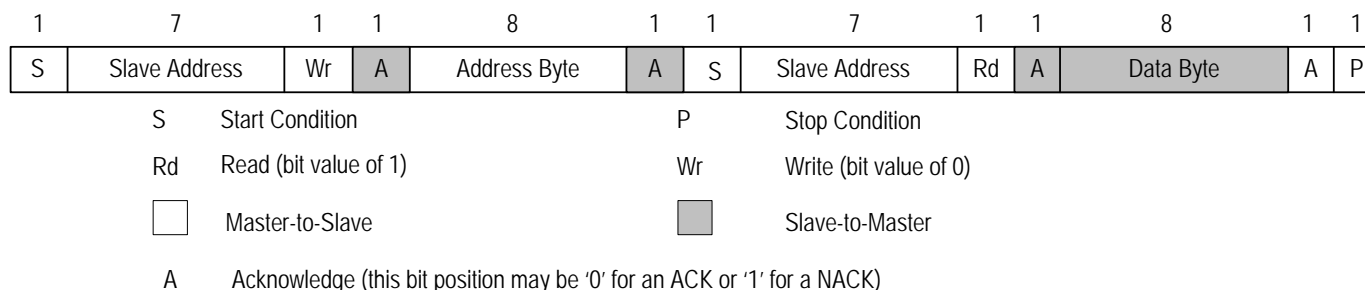 1 7 1 1 8 1 1 7 1 1 8 1 1
S Slave Address Wr A Address Byte A S Slave Address Rd A Data Byte A P
S Start Condition P Stop Condition
Rd Read (bit value of 1) Wr Write (bit value of 0)
Master-to-Slave Slave-to-Master
A Acknowledge (this bit position may be ‘0’ for an ACK or ‘1’ for a NACK)